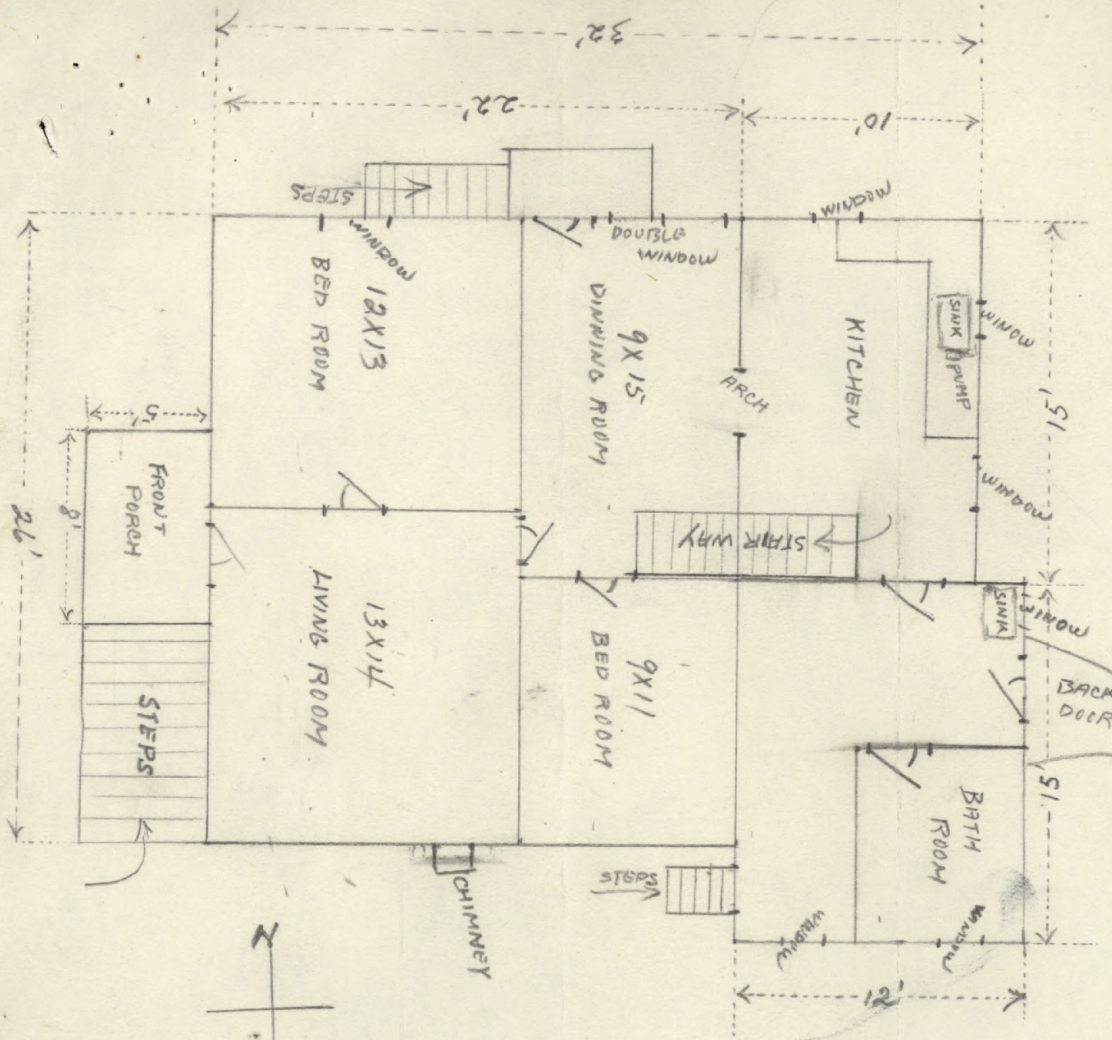 32'
22'
10'
STEPS
WINDOW
WINDOW
DOUBLE
WINDOW
BED ROOM
12X13
DINNING ROOM
9X15'
ARCH
KITCHEN
SINK
PUMP
WINOW
WINDOW
15'
5'
8'
26'
FRONT
PORCH
STAIR WAY
LIVING ROOM
13X14
BED ROOM
9X11
SINK
WINOW
BACK
DOOR
STEPS
BATH
ROOM
15'
CHIMNEY
STEPS
WINDOW
WINDOW
12'
N